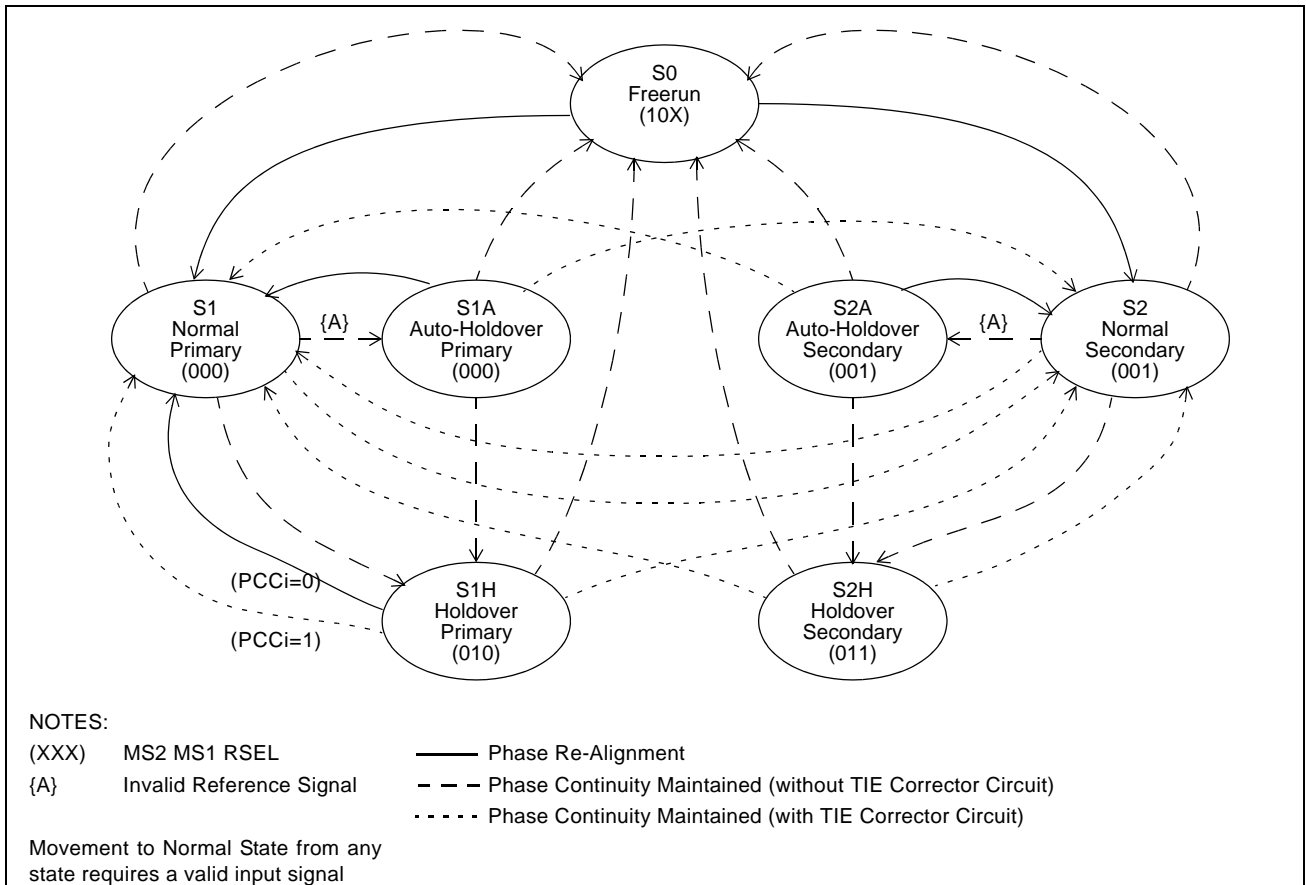 S0
Freerun
(10X)
S1
Normal
Primary
(000)
{A}
S1A
Auto-Holdover
Primary
(000)
S2A
Auto-Holdover
Secondary
(001)
{A}
S2
Normal
Secondary
(001)
(PCCi=0)
(PCCi=1)
S1H
Holdover
Primary
(010)
S2H
Holdover
Secondary
(011)
NOTES:
(XXX) MS2 MS1 RSEL
{A} Invalid Reference Signal
Movement to Normal State from any
state requires a valid input signal
Phase Re-Alignment
Phase Continuity Maintained (without TIE Corrector Circuit)
Phase Continuity Maintained (with TIE Corrector Circuit)